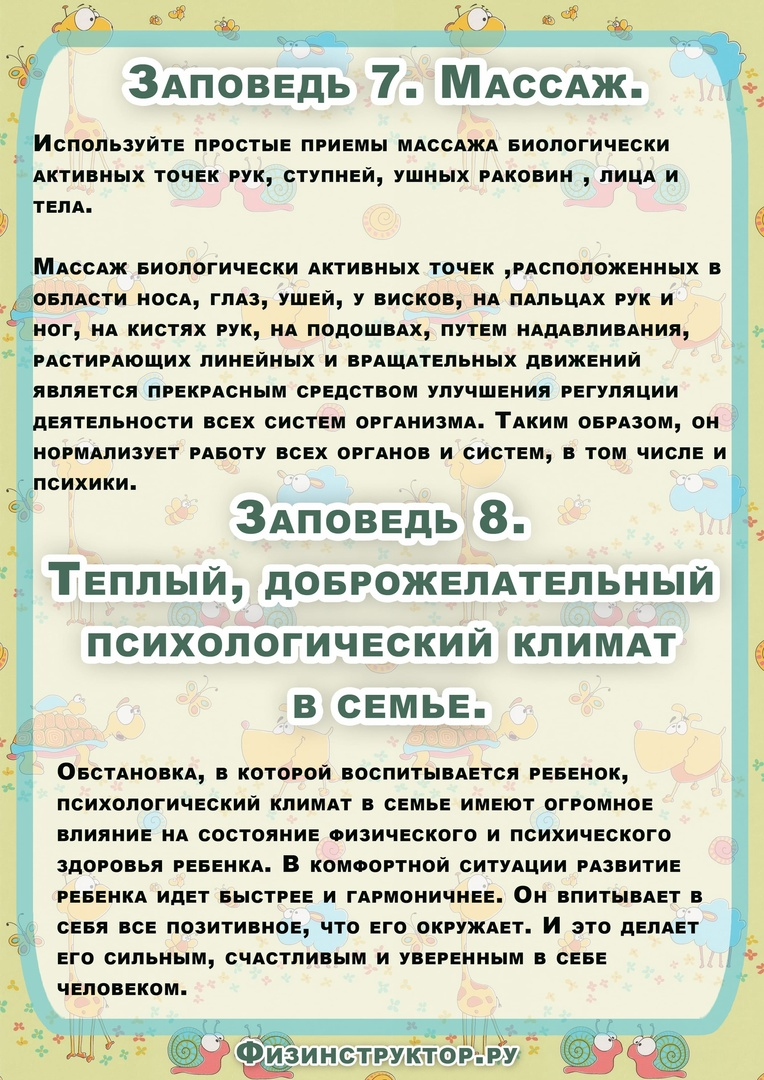 Заповедь 7. Массаж.
Используйте простые приемы массажа биологически
активных точек рук, ступней, ушных раковин , лица и
тела.
Массаж биологически активных точек ,расположенных в
области носа, глаз, ушей, у висков, на пальцах рук и
ног, на кистях рук, на подошвах, путем надавливания,
растирающих линейных и вращательных движений
является прекрасным средством улучшения регуляции
деятельности всех систем организма. Таким образом, он
нормализует работу всех органов и систем, в том числе и
психики.
Заповедь 8.
Теплый, доброжелательный
психологический климат
в семье.
Обстановка, в которой воспитывается ребенок,
психологический климат в семье имеют огромное
влияние на состояние физического и психического
здоровья ребенка. В комфортной ситуации развитие
ребенка идет быстрее и гармоничнее. Он впитывает в
себя все позитивное, что его окружает. И это делает
его сильным, счастливым и уверенным в себе
человеком.
Физинструктор.ру